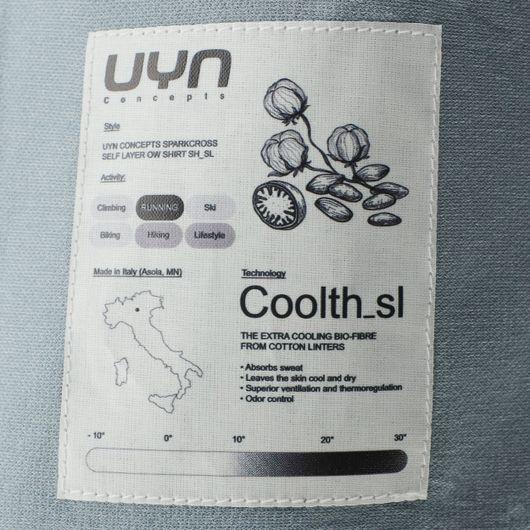 UYN
Concepts
Style
UYN CONCEPTS SPARKCROSS
SELF LAYER OW SHIRT SH_SL
Activity:
Climbing RUNNING Ski
Biking Hiking Lifestyle
Made in Italy (Asola, MN)
Technology
Coolth_sl
THE EXTRA COOLING BIO-FIBRE
FROM COTTON LINTERS
• Absorbs sweat
• Leaves the skin cool and dry
• Superior ventilation and thermoregulation
• Odor control
- 10° 0° 10° 20° 30°